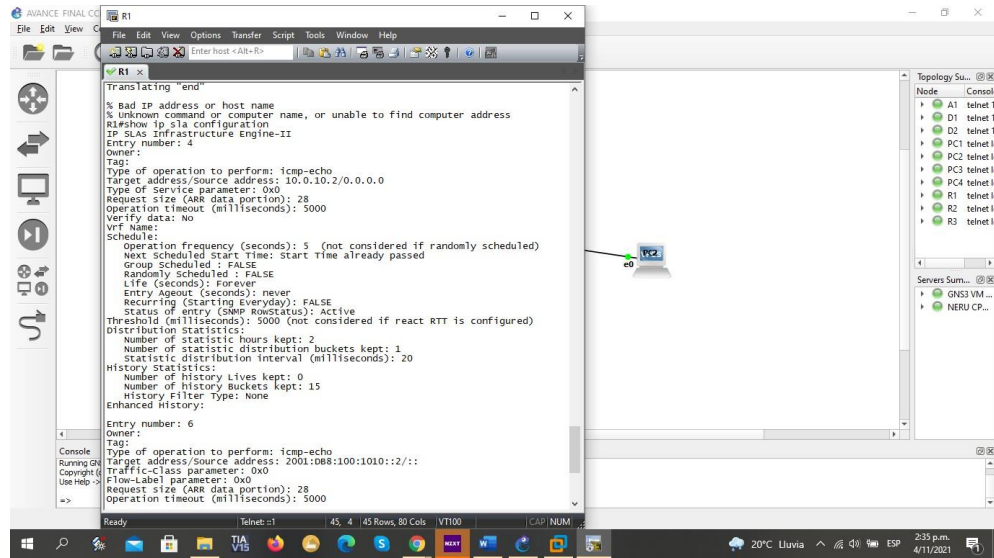 AVANCE FINAL CO
R1
File Edit View C
File Edit View Options Transfer Script Tools Window Help
Enter host <Alt+R>
R1 ×
Translating "end"
% Bad IP address or host name
% Unknown command or computer name, or unable to find computer address
R1#show ip sla configuration
IP SLAs Infrastructure Engine-II
Entry number: 4
Owner:
Tag:
Type of operation to perform: icmp-echo
Target address/Source address: 10.0.10.2/0.0.0.0
Type Of Service parameter: 0x0
Request size (ARR data portion): 28
Operation timeout (milliseconds): 5000
Verify data: No
Vrf Name:
Schedule:
Operation frequency (seconds): 5 (not considered if randomly scheduled)
Next Scheduled Start Time: Start Time already passed
Group Scheduled : FALSE
Randomly Scheduled : FALSE
Life (seconds): Forever
Entry Ageout (seconds): never
Recurring (Starting Everyday): FALSE
Status of entry (SNMP RowStatus): Active
Threshold (milliseconds): 5000 (not considered if react RTT is configured)
Distribution Statistics:
Number of statistic hours kept: 2
Number of statistic distribution buckets kept: 1
Statistic distribution interval (milliseconds): 20
History Statistics:
Number of history Lives kept: 0
Number of history Buckets kept: 15
History Filter Type: None
Enhanced History:
Entry number: 6
Owner:
Tag:
Type of operation to perform: icmp-echo
Target address/Source address: 2001:DB8:100:1010::2/::
Traffic-Class parameter: 0x0
Flow-Label parameter: 0x0
Request size (ARR data portion): 28
Operation timeout (milliseconds): 5000
Ready Telnet: ::1 45, 4 45 Rows, 80 Cols VT100 CAP NUM
PC2
e0
Topology Su...
Node Consol
A1 telnet 1
D1 telnet 1
D2 telnet 1
PC1 telnet l
PC2 telnet l
PC3 telnet l
PC4 telnet l
R1 telnet l
R2 telnet l
R3 telnet l
Servers Sum...
GNS3 VM ...
NERU CP...
Console
Running GN
Copyright (
Use Help ->
=>
TIA V15
20°C Lluvia
ESP
2:35 p.m.
4/11/2021